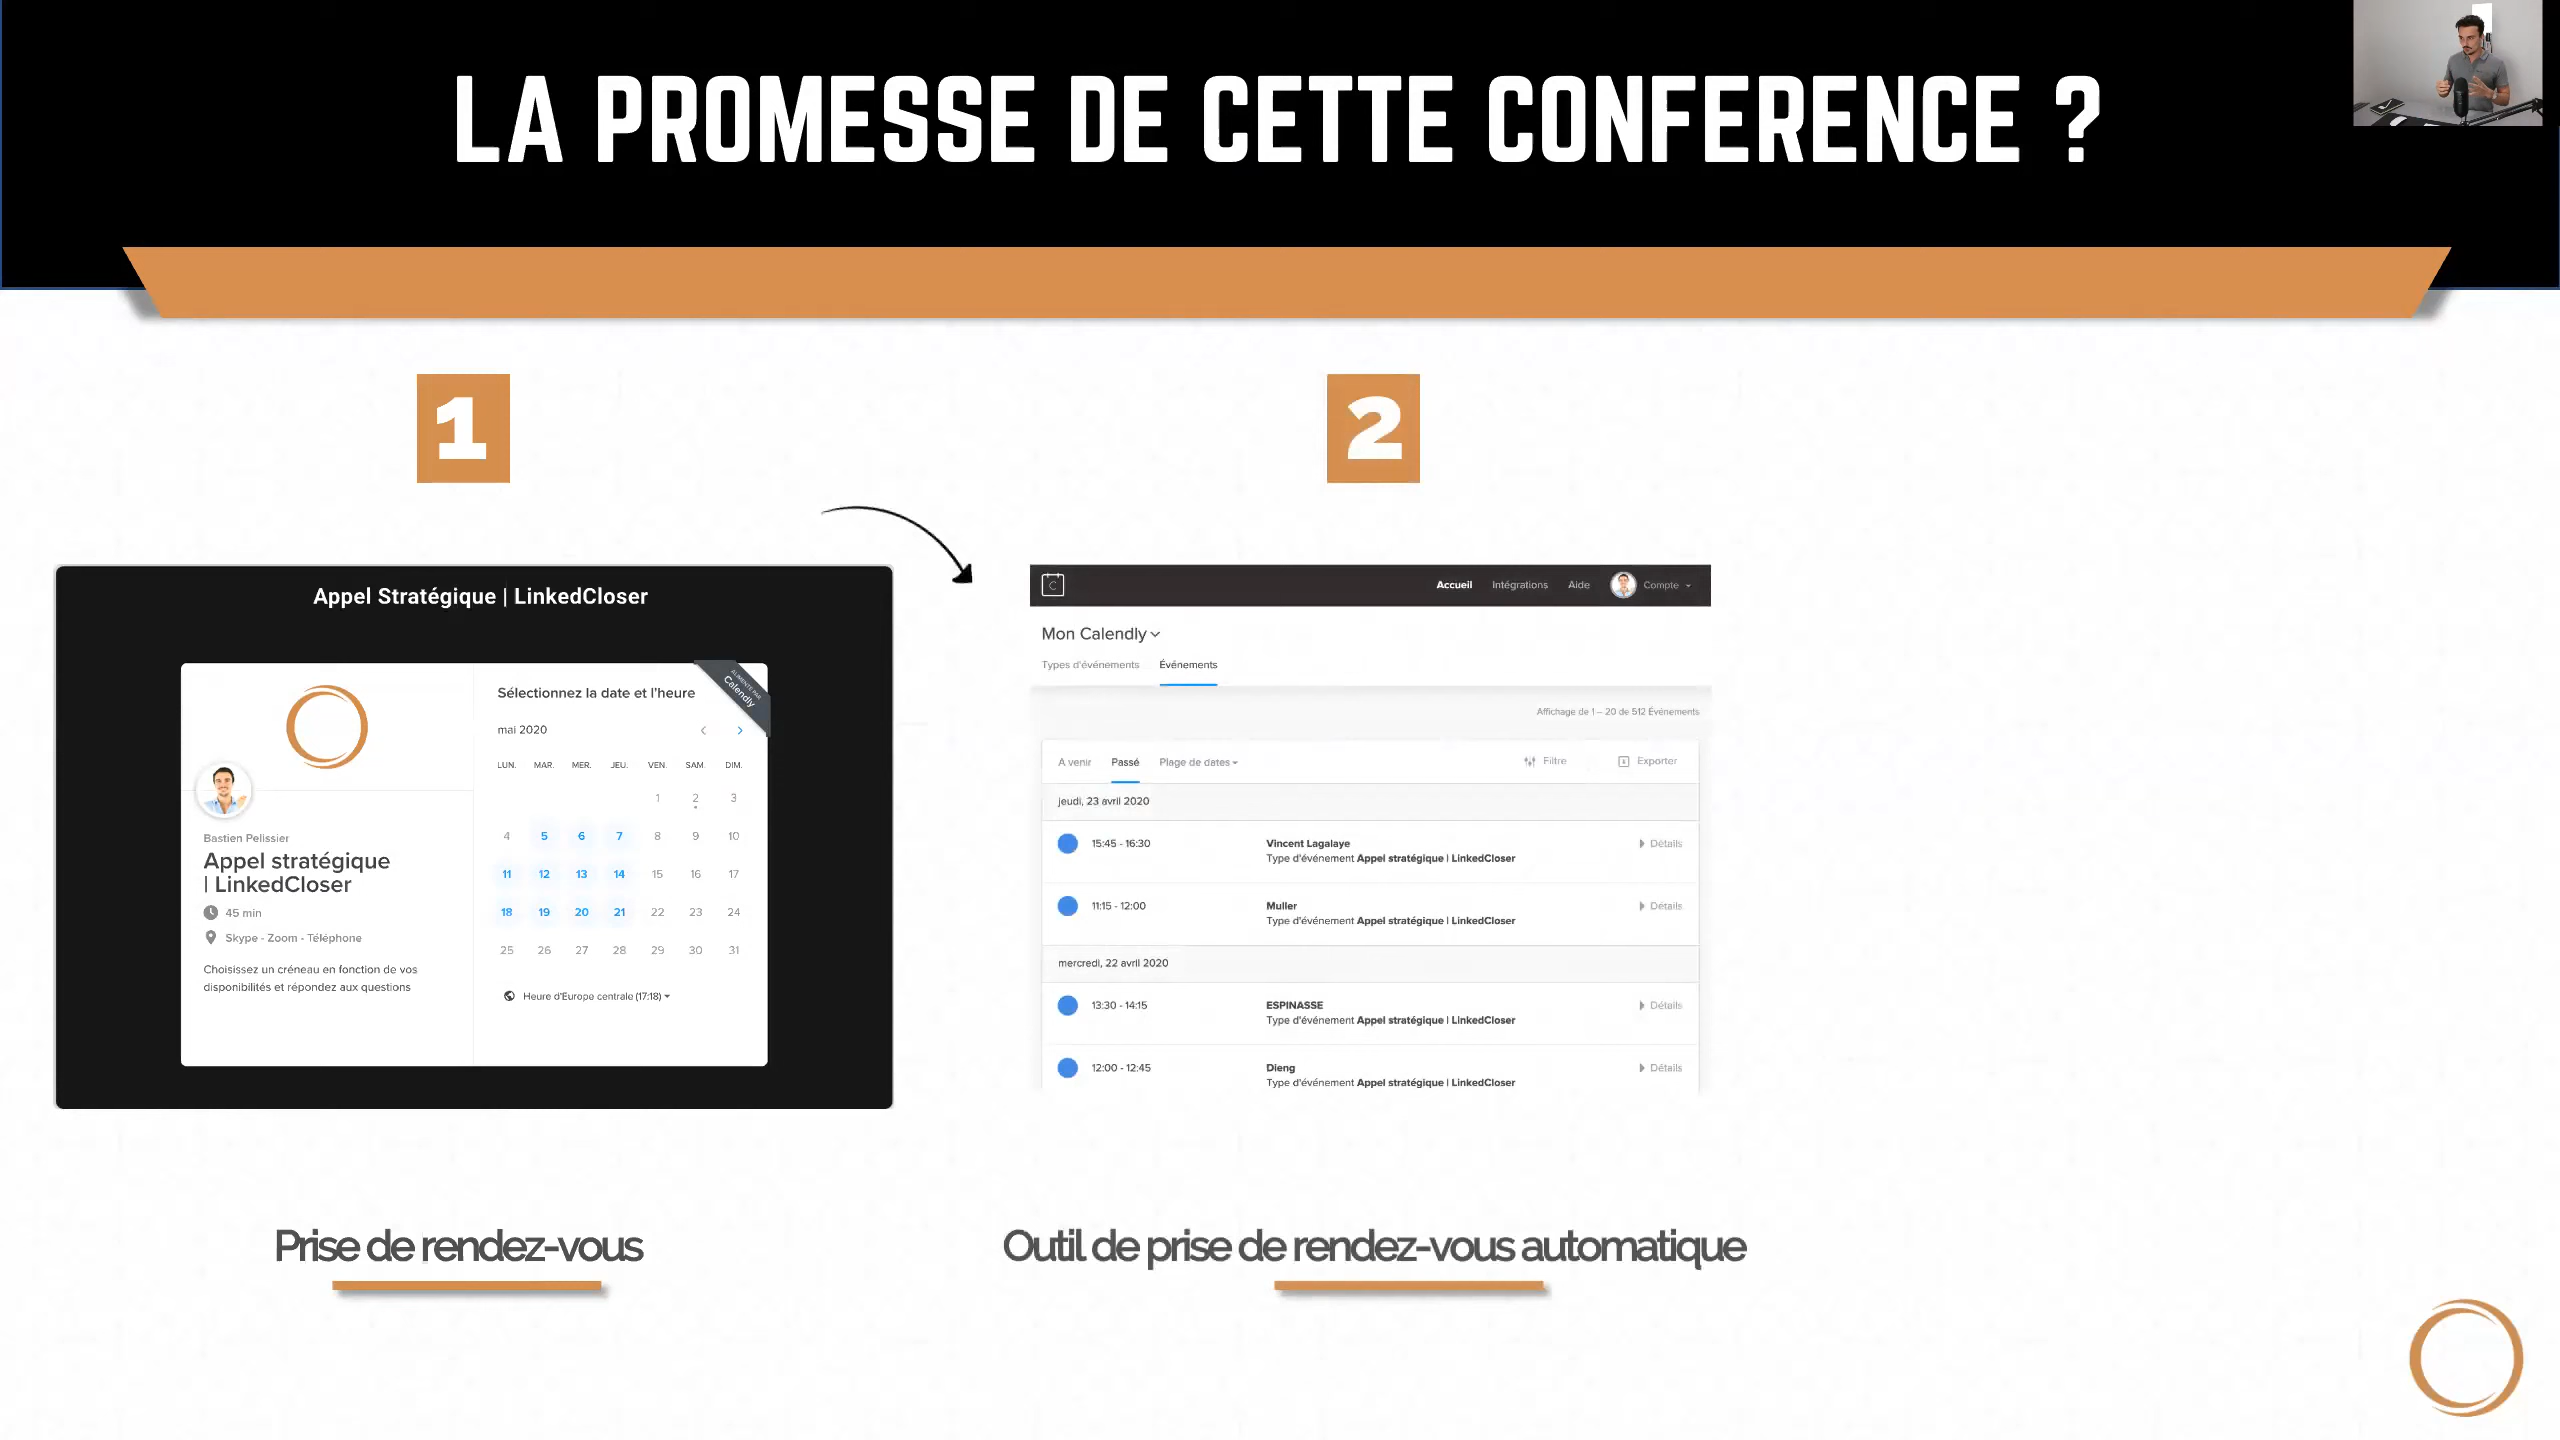 LA PROMESSE DE CETTE CONFERENCE ?
1
Appel Stratégique | LinkedCloser
ALIMENTÉ PAR
Calendly
Bastien Pelissier
Appel stratégique
| LinkedCloser
45 min
Skype - Zoom - Téléphone
Choisissez un créneau en fonction de vos
disponibilités et répondez aux questions
Sélectionnez la date et l'heure
mai 2020
LUN. MAR. MER. JEU. VEN. SAM. DIM.
1 2 3
4 5 6 7 8 9 10
11 12 13 14 15 16 17
18 19 20 21 22 23 24
25 26 27 28 29 30 31
Heure d'Europe centrale (17:18)
Prise de rendez-vous
2
C
Accueil Intégrations Aide Compte
Mon Calendly
Types d'événements Événements
Affichage de 1 – 20 de 512 Événements
A venir Passé Plage de dates Filtre Exporter
jeudi, 23 avril 2020
15:45 - 16:30 Vincent Lagalaye Détails
Type d'événement Appel stratégique | LinkedCloser
11:15 - 12:00 Muller Détails
Type d'événement Appel stratégique | LinkedCloser
mercredi, 22 avril 2020
13:30 - 14:15 ESPINASSE Détails
Type d'événement Appel stratégique | LinkedCloser
12:00 - 12:45 Dieng Détails
Type d'événement Appel stratégique | LinkedCloser
Outil de prise de rendez-vous automatique